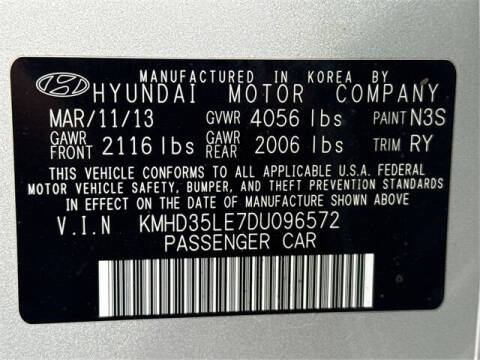 MANUFACTURED IN KOREA BY
HYUNDAI MOTOR COMPANY
MAR/11/13 GVWR 4056 lbs PAINT N3S
GAWR FRONT 2116 lbs GAWR REAR 2006 lbs TRIM RY
THIS VEHICLE CONFORMS TO ALL APPLICABLE U.S.A. FEDERAL
MOTOR VEHICLE SAFETY, BUMPER, AND THEFT PREVENTION STANDARDS
IN EFFECT ON THE DATE OF MANUFACTURE SHOWN ABOVE.
V.I.N KMHD35LE7DU096572
PASSENGER CAR